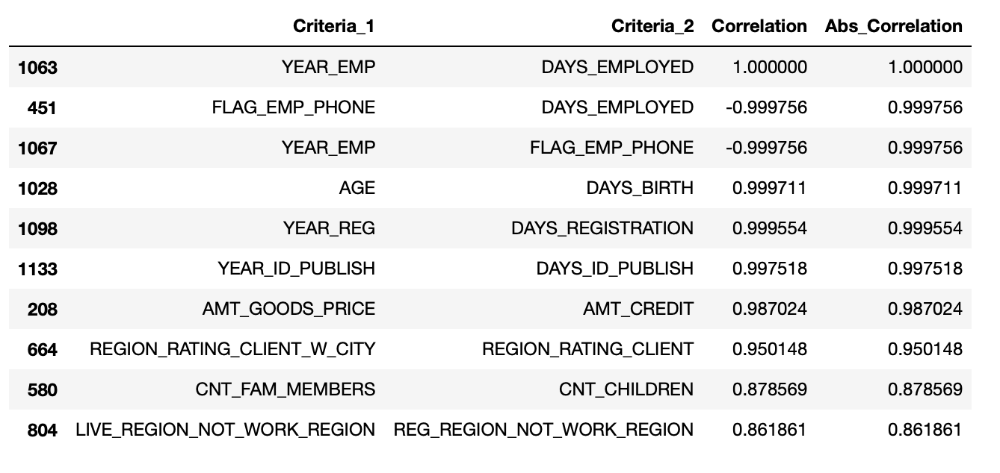 Criteria_1 Criteria_2 Correlation Abs_Correlation
1063 YEAR_EMP DAYS_EMPLOYED 1.000000 1.000000
451 FLAG_EMP_PHONE DAYS_EMPLOYED -0.999756 0.999756
1067 YEAR_EMP FLAG_EMP_PHONE -0.999756 0.999756
1028 AGE DAYS_BIRTH 0.999711 0.999711
1098 YEAR_REG DAYS_REGISTRATION 0.999554 0.999554
1133 YEAR_ID_PUBLISH DAYS_ID_PUBLISH 0.997518 0.997518
208 AMT_GOODS_PRICE AMT_CREDIT 0.987024 0.987024
664 REGION_RATING_CLIENT_W_CITY REGION_RATING_CLIENT 0.950148 0.950148
580 CNT_FAM_MEMBERS CNT_CHILDREN 0.878569 0.878569
804 LIVE_REGION_NOT_WORK_REGION REG_REGION_NOT_WORK_REGION 0.861861 0.861861